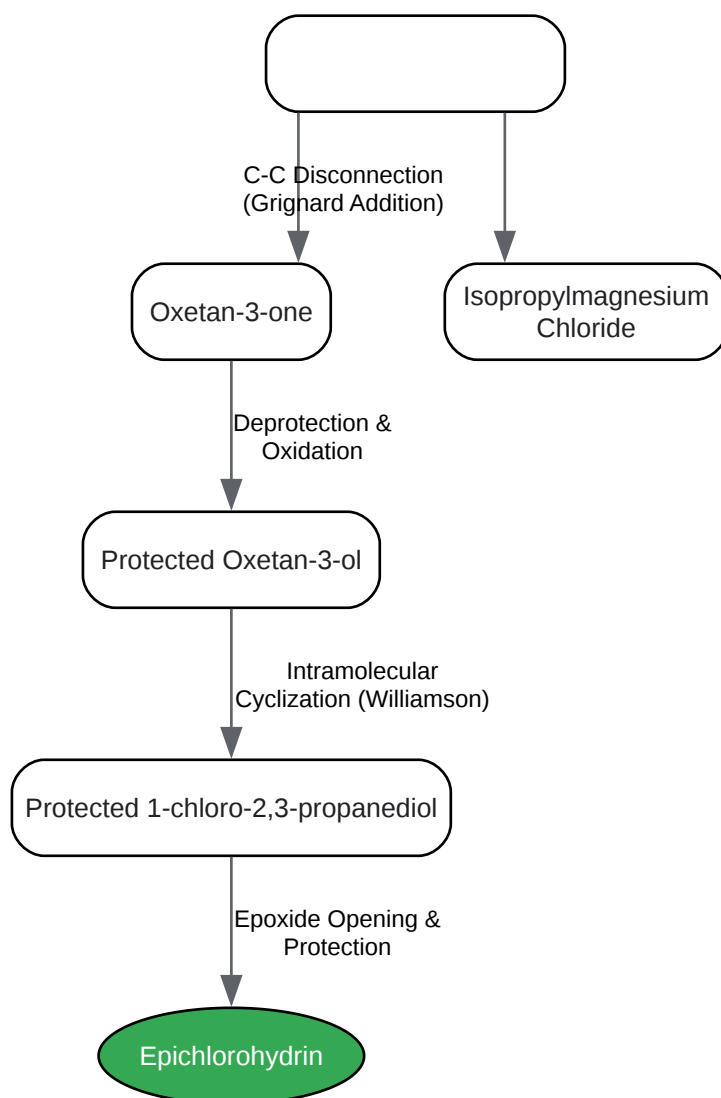 C-C Disconnection
(Grignard Addition)
Oxetan-3-one
Isopropylmagnesium
Chloride
Deprotection &
Oxidation
Protected Oxetan-3-ol
Intramolecular
Cyclization (Williamson)
Protected 1-chloro-2,3-propanediol
Epoxide Opening &
Protection
Epichlorohydrin